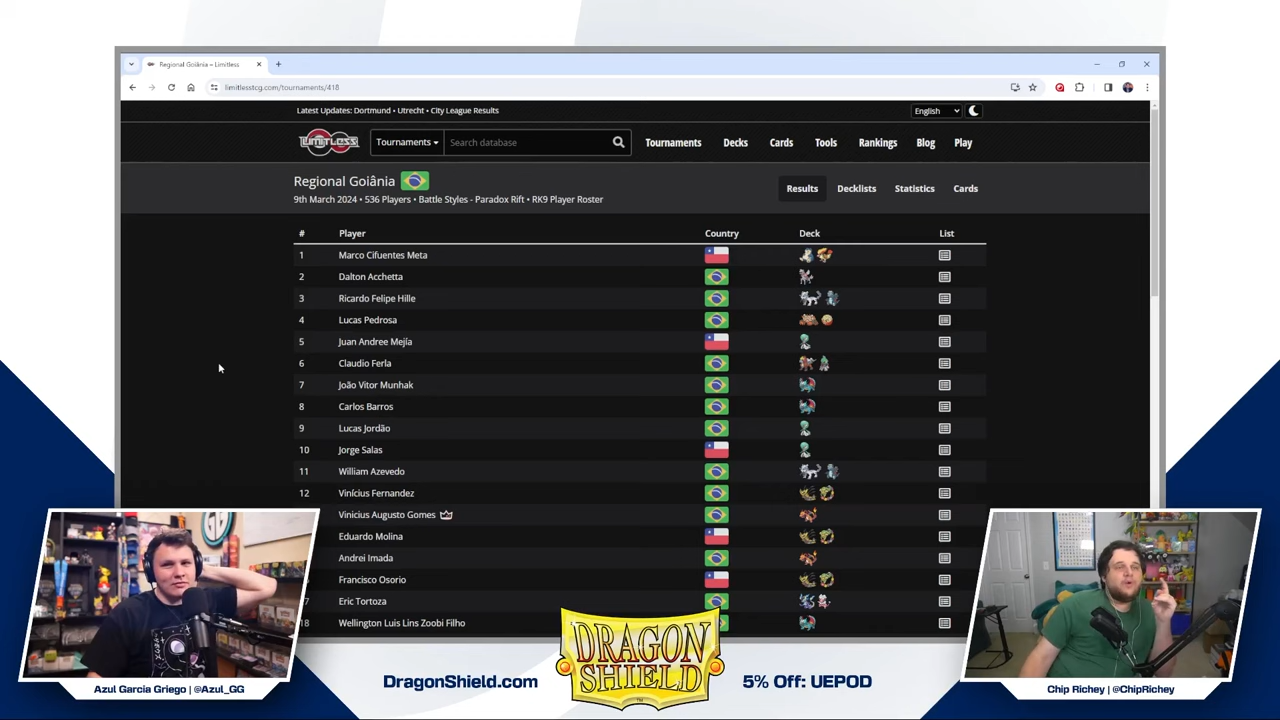 Regional Goiânia – Limitless
limitlesstcg.com/tournaments/418
Latest Updates: Dortmund • Utrecht • City League Results
English
LIMITLESS
Tournaments
Search database
Tournaments Decks Cards Tools Rankings Blog Play
Regional Goiânia
Results Decklists Statistics Cards
9th March 2024 • 536 Players • Battle Styles - Paradox Rift • RK9 Player Roster
# Player Country Deck List
1 Marco Cifuentes Meta
2 Dalton Acchetta
3 Ricardo Felipe Hille
4 Lucas Pedrosa
5 Juan Andree Mejía
6 Claudio Ferla
7 João Vitor Munhak
8 Carlos Barros
9 Lucas Jordão
10 Jorge Salas
11 William Azevedo
12 Vinícius Fernandez
Vinicius Augusto Gomes
Eduardo Molina
Andrei Imada
Francisco Osorio
7 Eric Tortoza
18 Wellington Luis Lins Zoobi Filho
Azul Garcia Griego | @Azul_GG
DragonShield.com
DRAGON
SHIELD
5% Off: UEPOD
Chip Richey | @ChipRichey